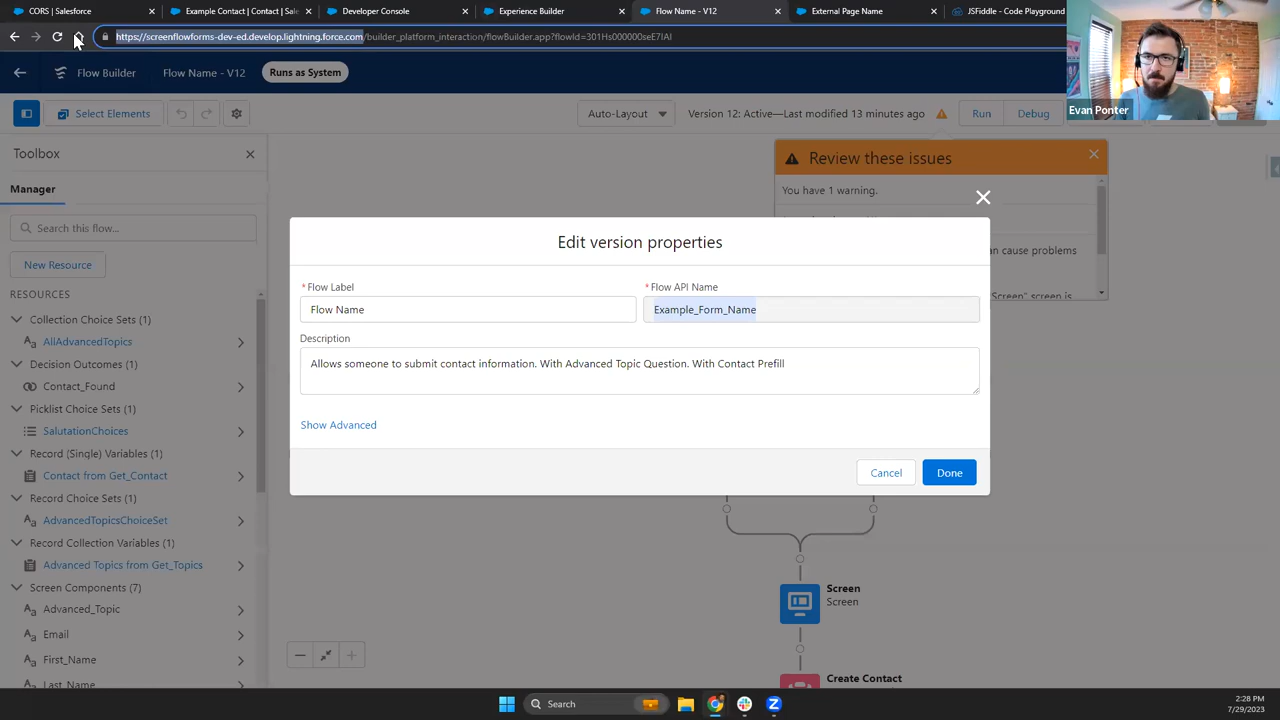 CORS | Salesforce
Example Contact | Contact | Sale
Developer Console
Experience Builder
Flow Name - V12
External Page Name
JSFiddle - Code Playground
https://screenflowforms-dev-ed.develop.lightning.force.com/builder_platform_interaction/flowBuilder.app?flowId=301Hs000000seE7IAI
Flow Builder
Flow Name - V12
Runs as System
Evan Ponter
Select Elements
Auto-Layout
Version 12: Active—Last modified 13 minutes ago
Run
Debug
Toolbox
Review these issues
Manager
You have 1 warning.
Search this flow...
Edit version properties
an cause problems
New Resource
* Flow Label
* Flow API Name
RESOURCES
Screen" screen is
Flow Name
Example_Form_Name
Collection Choice Sets (1)
AllAdvancedTopics
Description
Decision Outcomes (1)
Allows someone to submit contact information. With Advanced Topic Question. With Contact Prefill
Contact_Found
Picklist Choice Sets (1)
Show Advanced
SalutationChoices
Record (Single) Variables (1)
Cancel
Done
Contact from Get_Contact
Record Choice Sets (1)
AdvancedTopicsChoiceSet
Record Collection Variables (1)
Advanced Topics from Get_Topics
Screen Components (7)
Screen
Screen
Advanced_Topic
Email
First_Name
Create Contact
Last_Name
Search
2:28 PM
7/29/2023